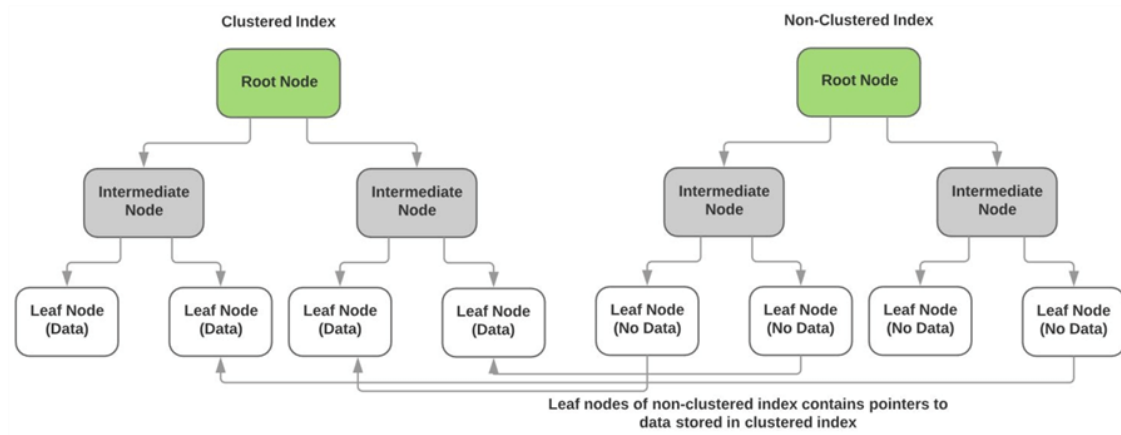 Clustered Index
Non-Clustered Index
Root Node
Root Node
Intermediate
Node
Intermediate
Node
Intermediate
Node
Intermediate
Node
Leaf Node
(Data)
Leaf Node
(Data)
Leaf Node
(Data)
Leaf Node
(Data)
Leaf Node
(No Data)
Leaf Node
(No Data)
Leaf Node
(No Data)
Leaf Node
(No Data)
Leaf nodes of non-clustered index contains pointers to
data stored in clustered index